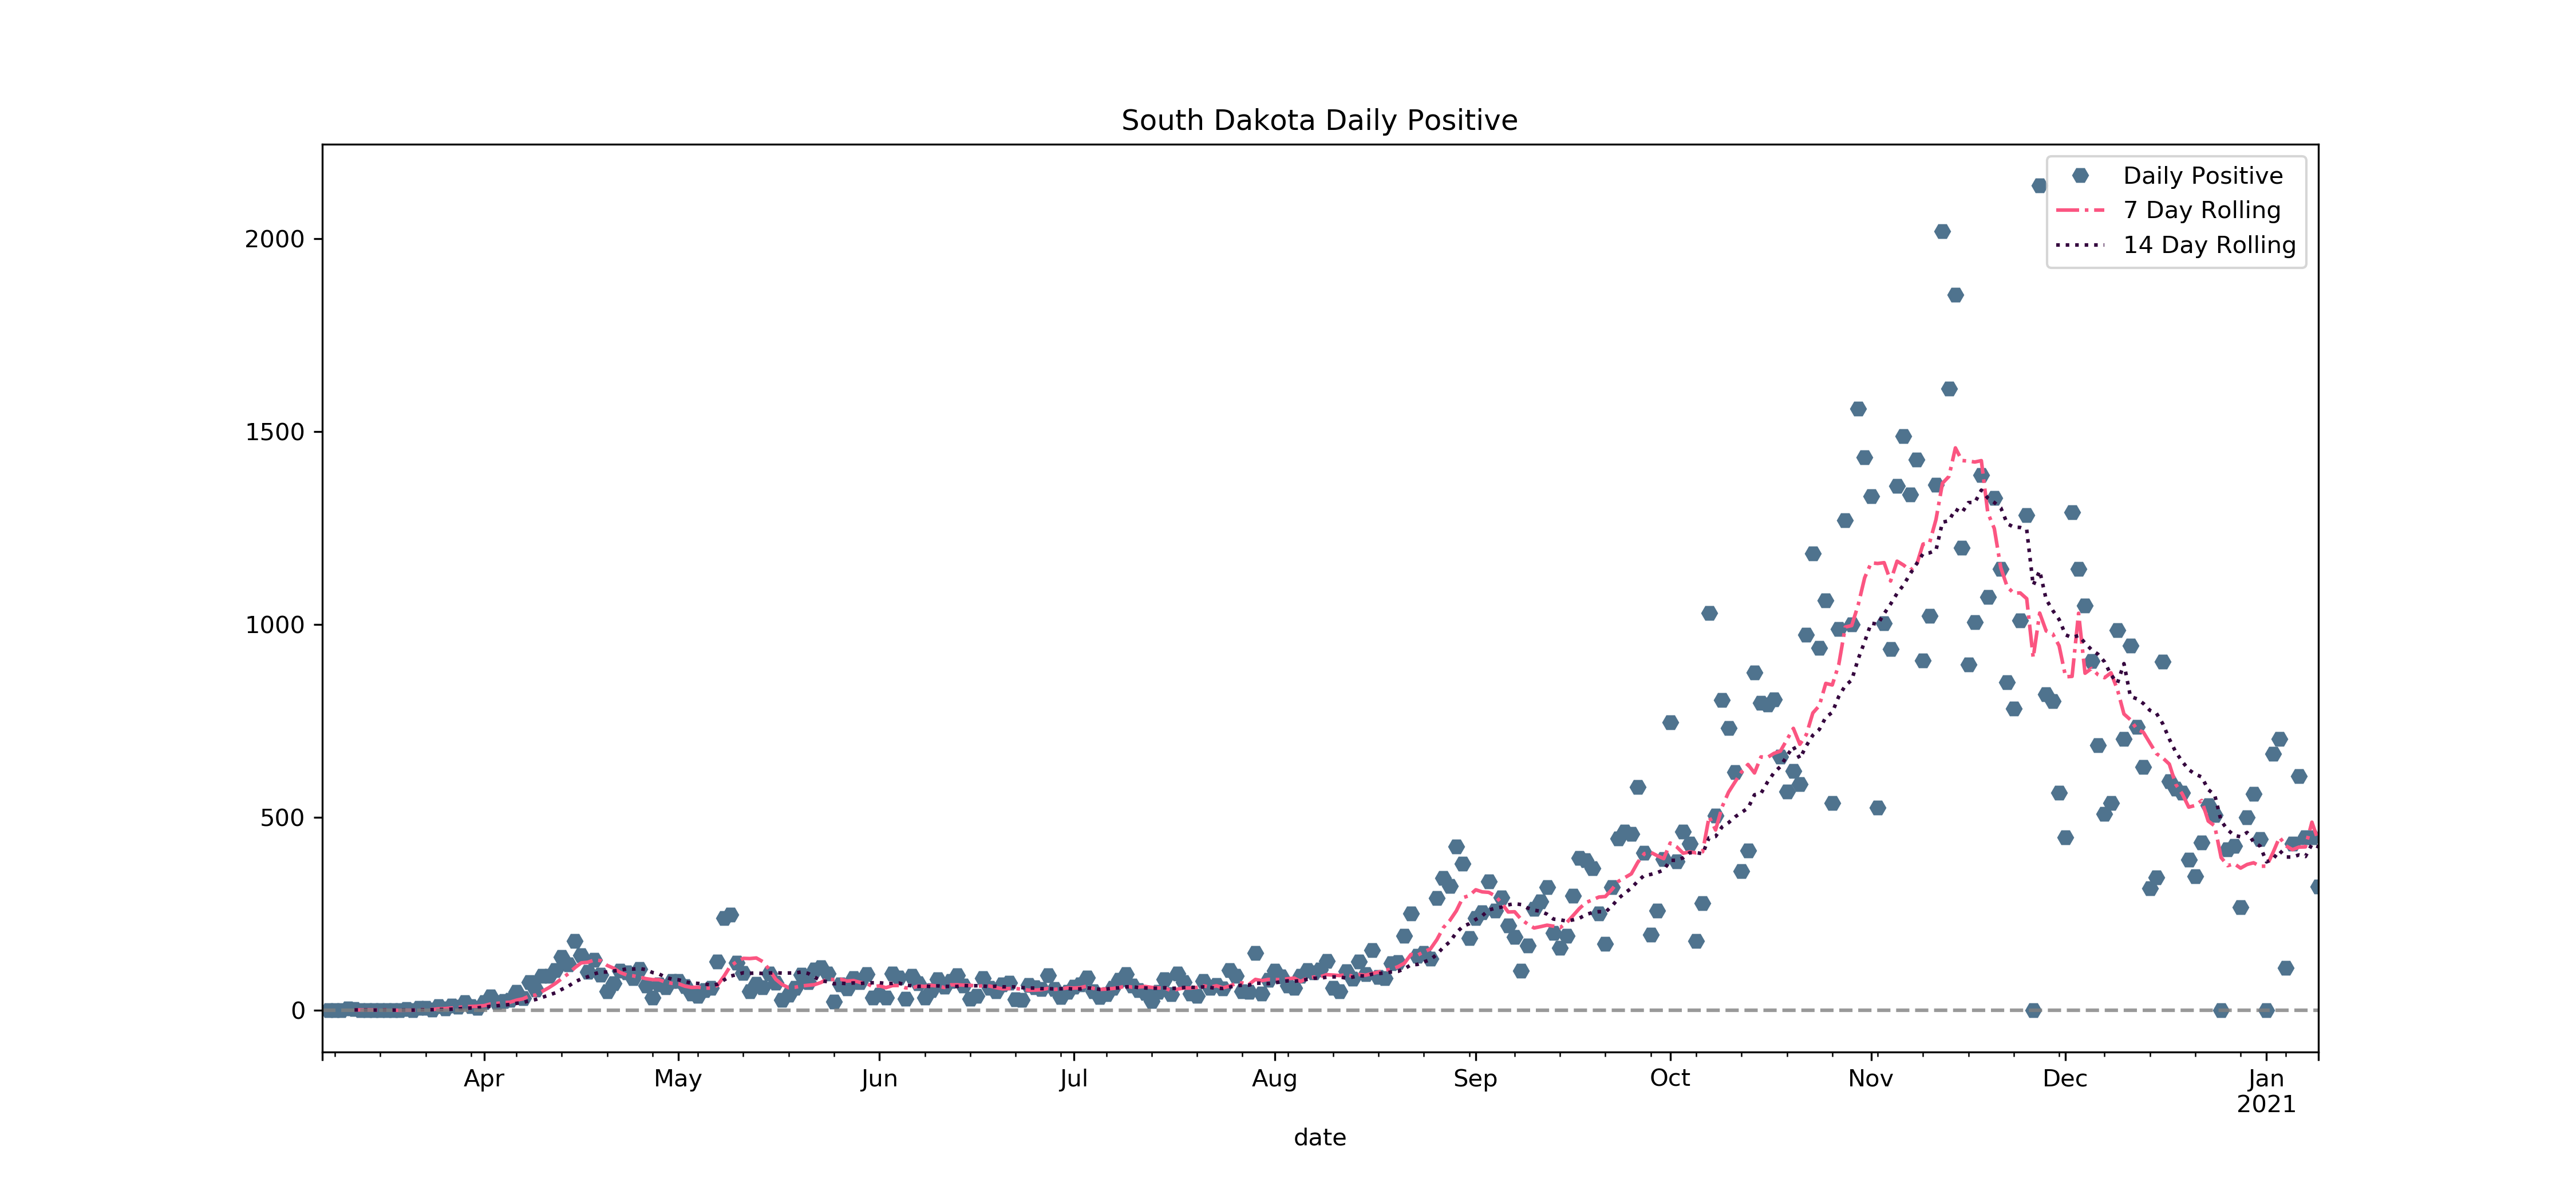 South Dakota Daily Positive
Daily Positive
7 Day Rolling
14 Day Rolling
2000
1500
1000
500
0
Apr May Jun Jul Aug Sep Oct Nov Dec Jan
2021
date